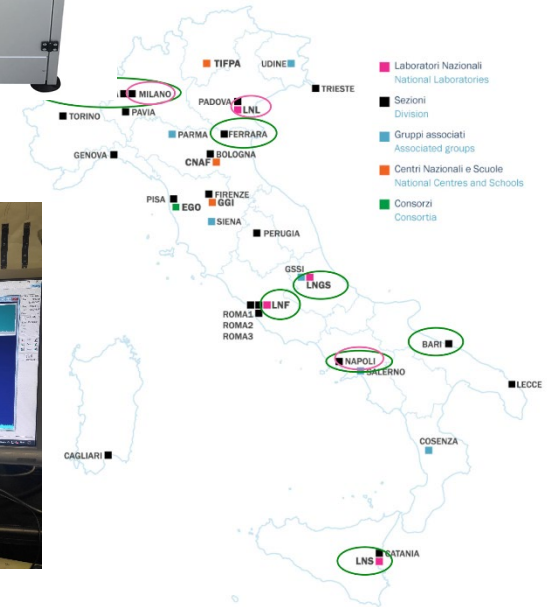 TIFPA
UDINE
MILANO
PADOVA
LNL
TRIESTE
TORINO
PAVIA
PARMA
FERRARA
GENOVA
BOLOGNA
CNAF
PISA
FIRENZE
EGO
GGI
SIENA
PERUGIA
GSSI
LNGS
LNF
ROMA1
ROMA2
ROMA3
BARI
NAPOLI
SALERNO
LECCE
CAGLIARI
COSENZA
CATANIA
LNS
Laboratori Nazionali
National Laboratories
Sezioni
Division
Gruppi associati
Associated groups
Centri Nazionali e Scuole
National Centres and Schools
Consorzi
Consortia